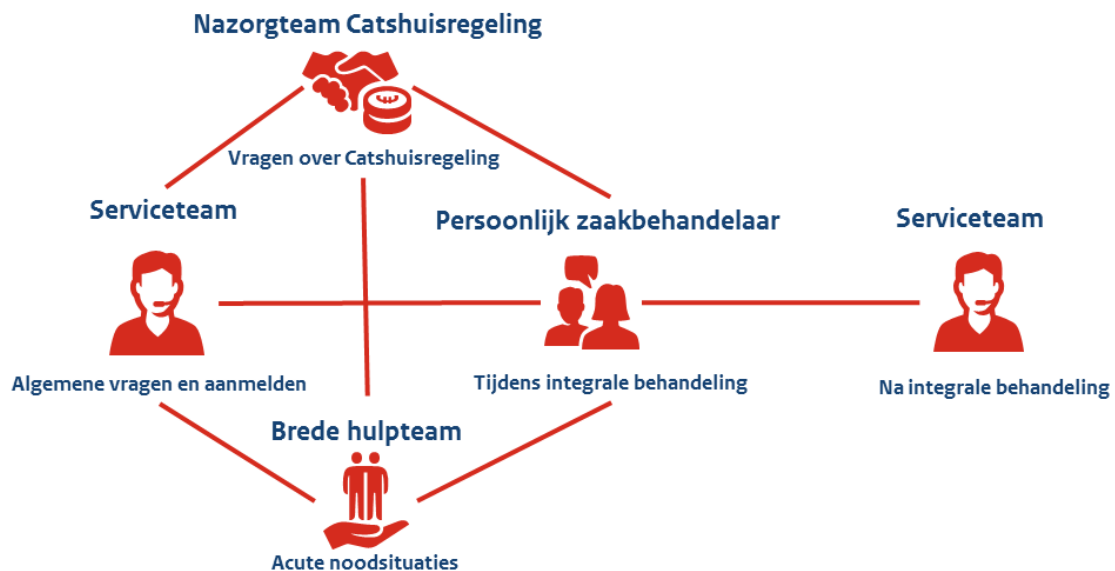 Nazorgteam Catshuisregeling
Vragen over Catshuisregeling
Serviceteam
Algemene vragen en aanmelden
Persoonlijk zaakbehandelaar
Tijdens integrale behandeling
Serviceteam
Na integrale behandeling
Brede hulpteam
Acute noodsituaties